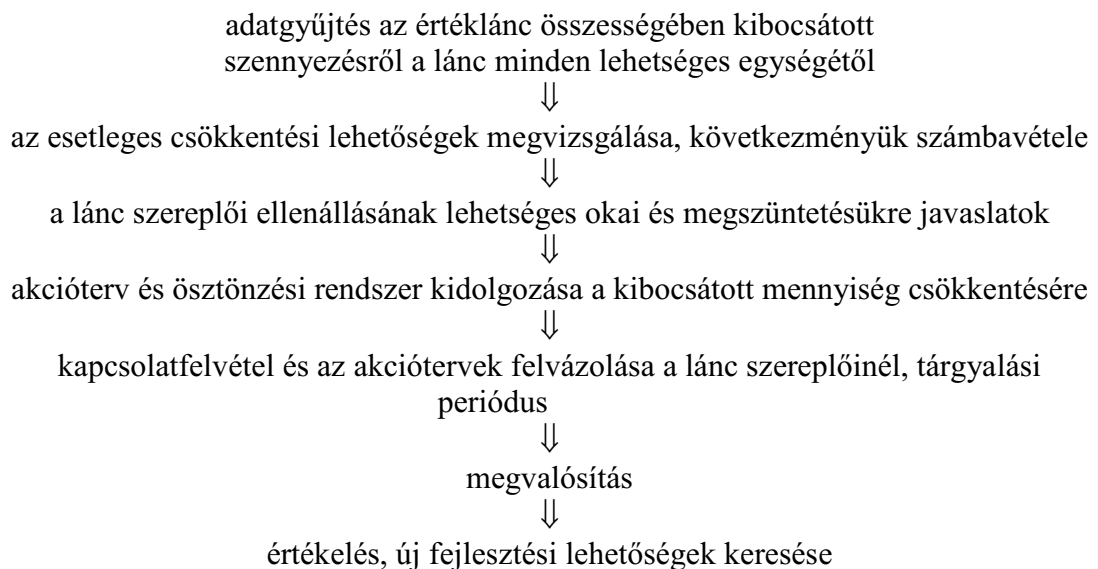 adatgyűjtés az értéklánc összességében kibocsátott
szennyezésről a lánc minden lehetséges egységétől
⇓
az esetleges csökkentési lehetőségek megvizsgálása, következményük számbavétele
⇓
a lánc szereplői ellenállásának lehetséges okai és megszüntetésükre javaslatok
⇓
akcióterv és ösztönzési rendszer kidolgozása a kibocsátott mennyiség csökkentésére
⇓
kapcsolatfelvétel és az akciótervek felvázolása a lánc szereplőinél, tárgyalási
periódus
⇓
megvalósítás
⇓
értékelés, új fejlesztési lehetőségek keresése